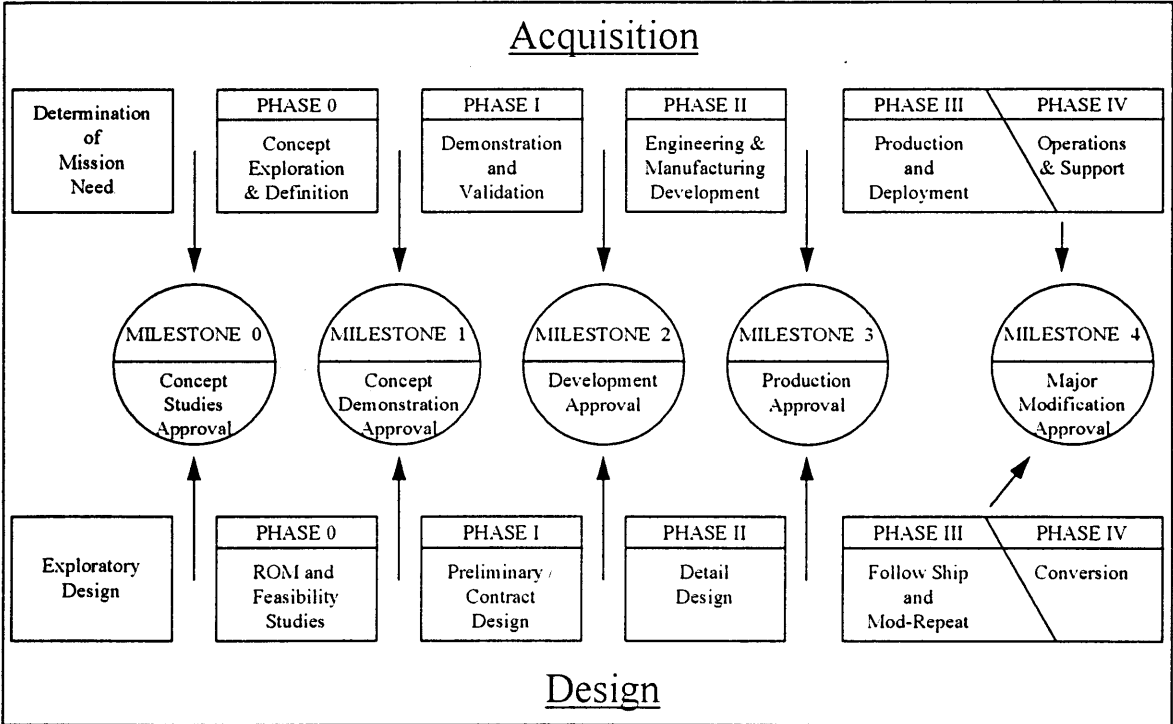 Acquisition
Determination
of
Mission
Need
PHASE 0
Concept
Exploration
& Definition
PHASE I
Demonstration
and
Validation
PHASE II
Engineering &
Manufacturing
Development
PHASE III
Production
and
Deployment
PHASE IV
Operations
& Support
MILESTONE 0
Concept
Studies
Approval
MILESTONE 1
Concept
Demonstration
Approval
MILESTONE 2
Development
Approval
MILESTONE 3
Production
Approval
MILESTONE 4
Major
Modification
Approval
Exploratory
Design
PHASE 0
ROM and
Feasibility
Studies
PHASE I
Preliminary /
Contract
Design
PHASE II
Detail
Design
PHASE III
Follow Ship
and
Mod-Repeat
PHASE IV
Conversion
Design